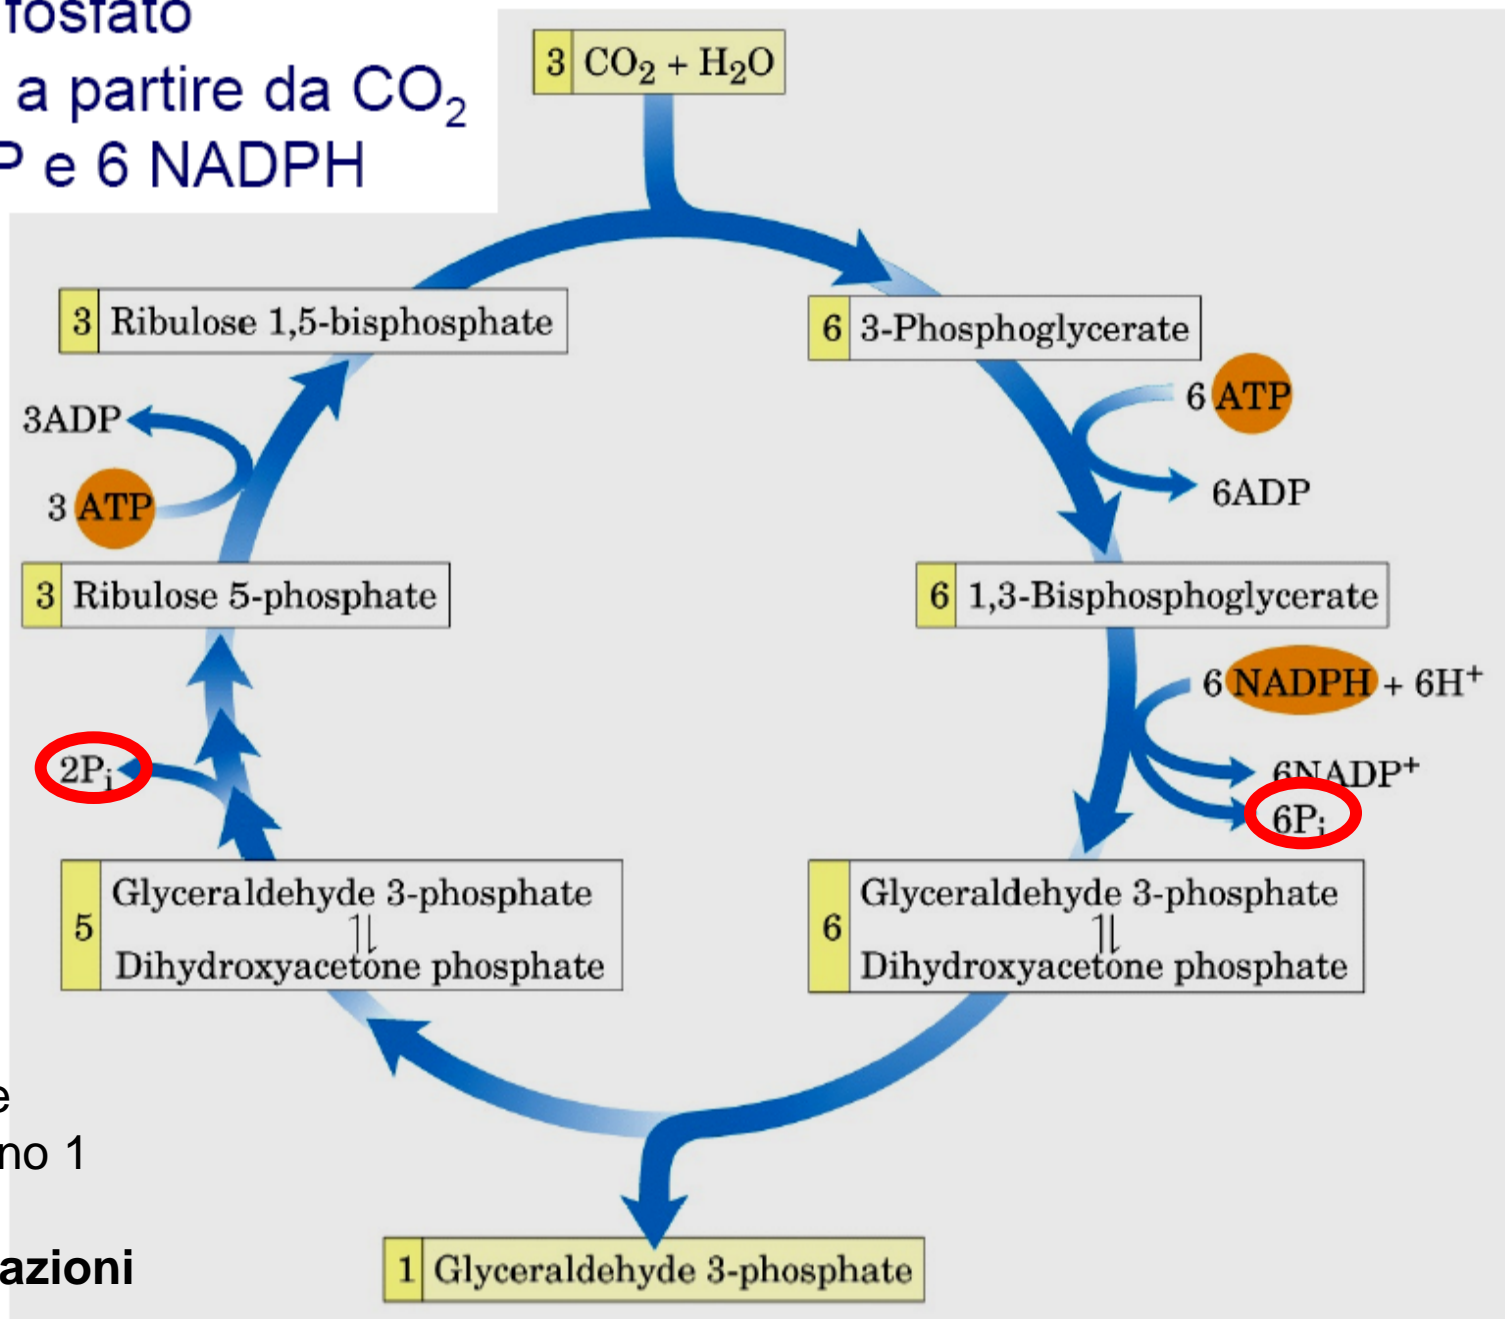 fosfato
a partire da CO₂
P e 6 NADPH
3 CO₂ + H₂O
3 Ribulose 1,5-bisphosphate
6 3-Phosphoglycerate
6 ATP
6ADP
3ADP
3 ATP
3 Ribulose 5-phosphate
6 1,3-Bisphosphoglycerate
6 NADPH + 6H⁺
6NADP⁺
6Pᵢ
2Pᵢ
5
Glyceraldehyde 3-phosphate
⇌
Dihydroxyacetone phosphate
6
Glyceraldehyde 3-phosphate
⇌
Dihydroxyacetone phosphate
e
no 1
azioni
1 Glyceraldehyde 3-phosphate